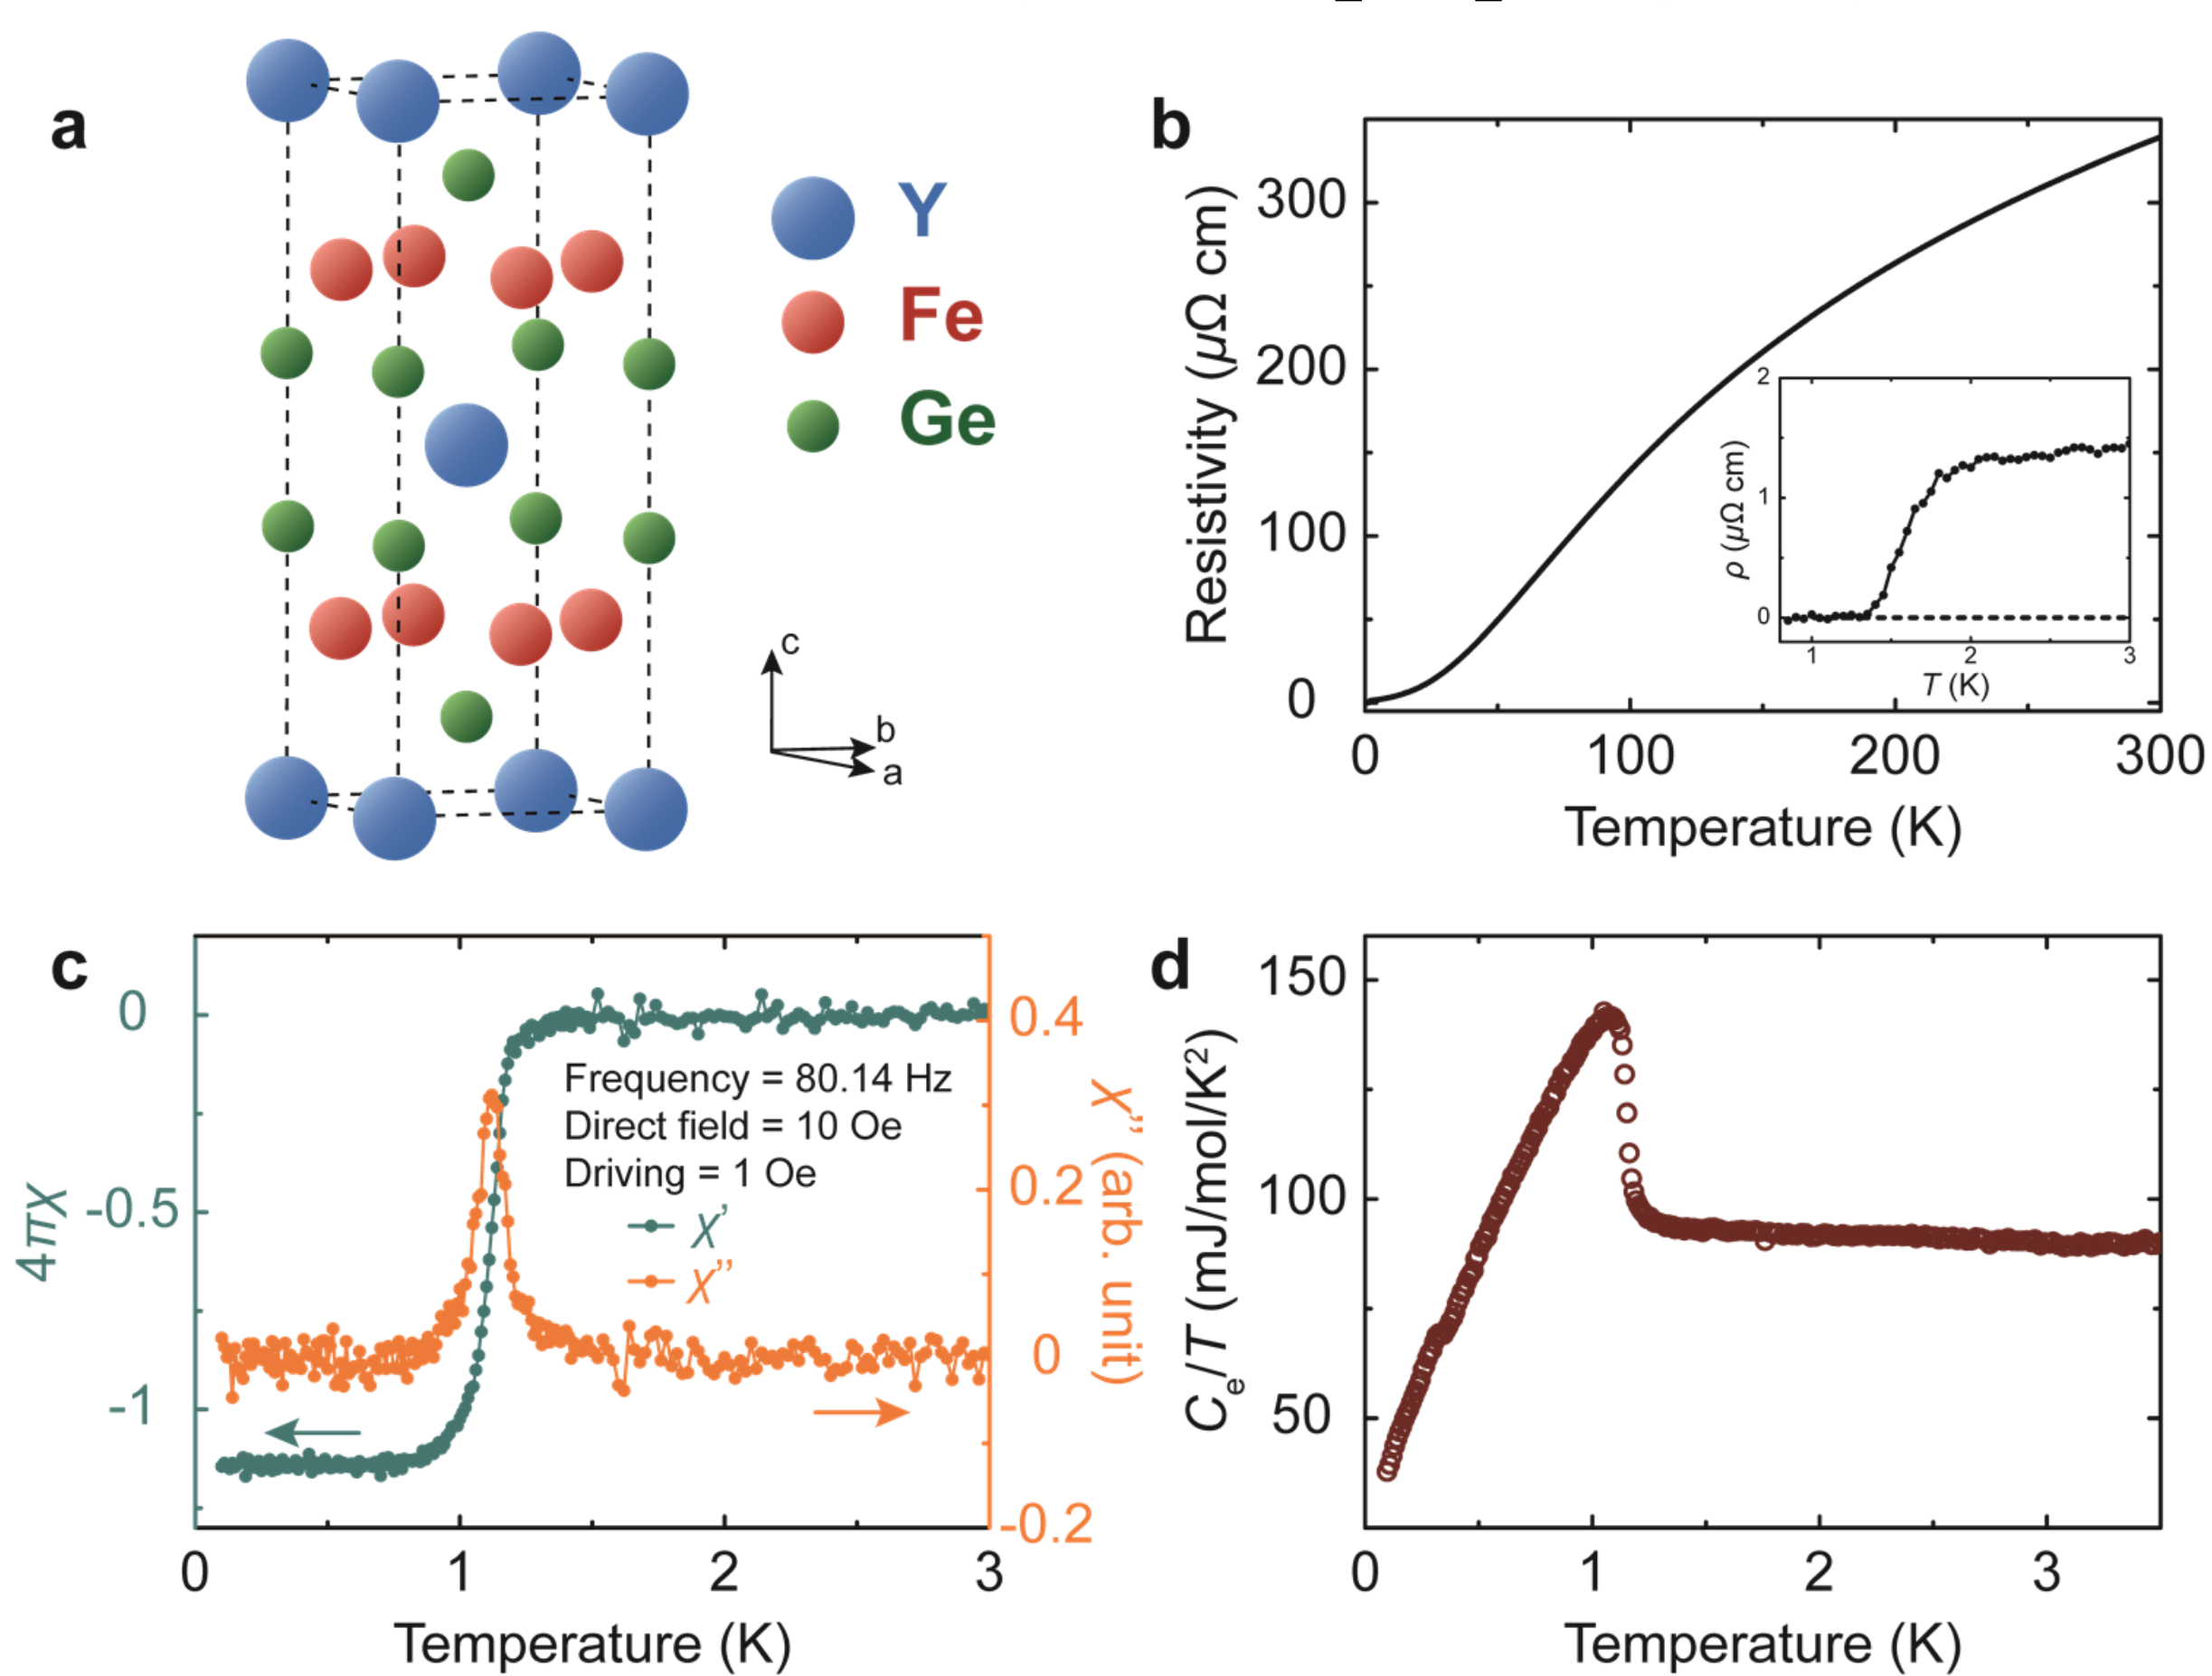 a
Y
Fe
Ge
c
b
a
b
Resistivity (μΩ cm)
300
200
100
0
0 100 200 300
Temperature (K)
ρ (μΩ cm)
2
1
0
1 2 3
T (K)
c
4πχ
0
-0.5
-1
Frequency = 80.14 Hz
Direct field = 10 Oe
Driving = 1 Oe
χ’
χ’’
0.4
0.2
0
-0.2
χ’’ (arb. unit)
0 1 2 3
Temperature (K)
d
Ce/T (mJ/mol/K²)
150
100
50
0 1 2 3
Temperature (K)